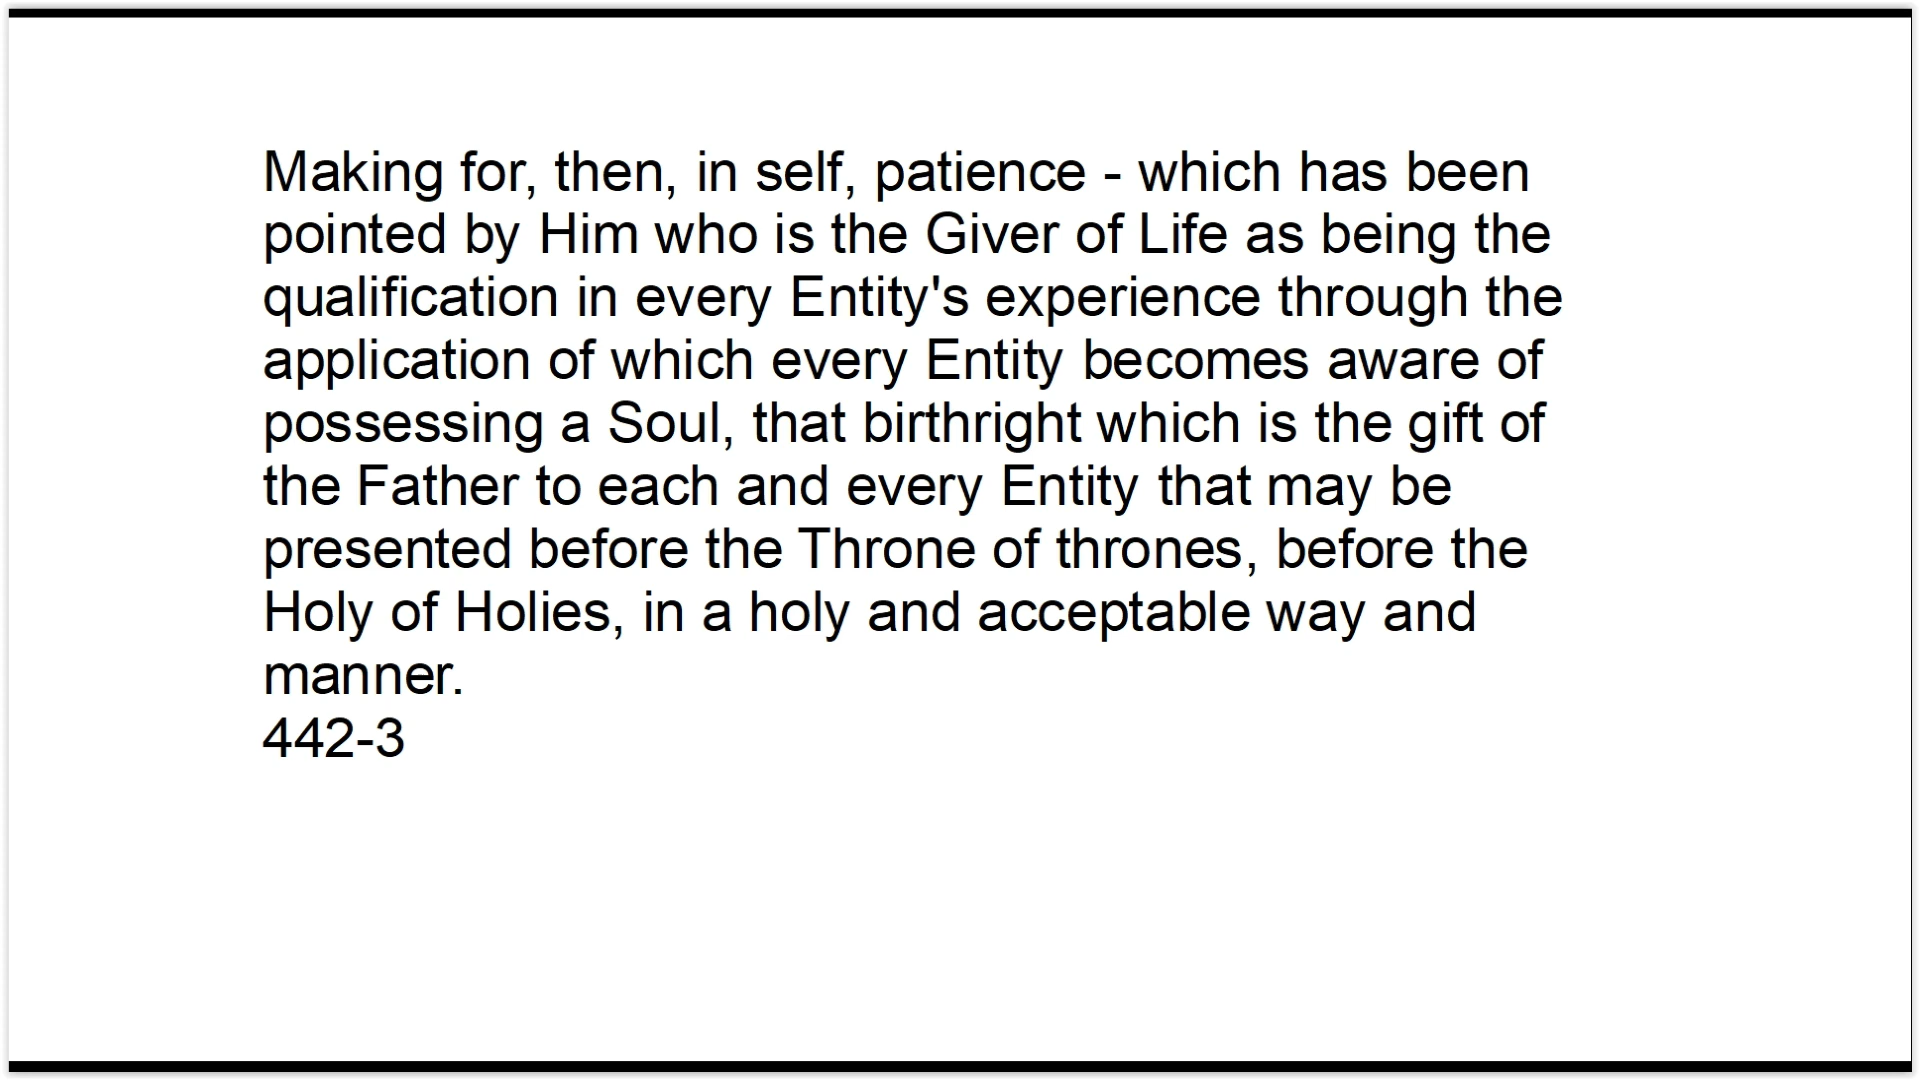 Making for, then, in self, patience - which has been
pointed by Him who is the Giver of Life as being the
qualification in every Entity's experience through the
application of which every Entity becomes aware of
possessing a Soul, that birthright which is the gift of
the Father to each and every Entity that may be
presented before the Throne of thrones, before the
Holy of Holies, in a holy and acceptable way and
manner.
442-3